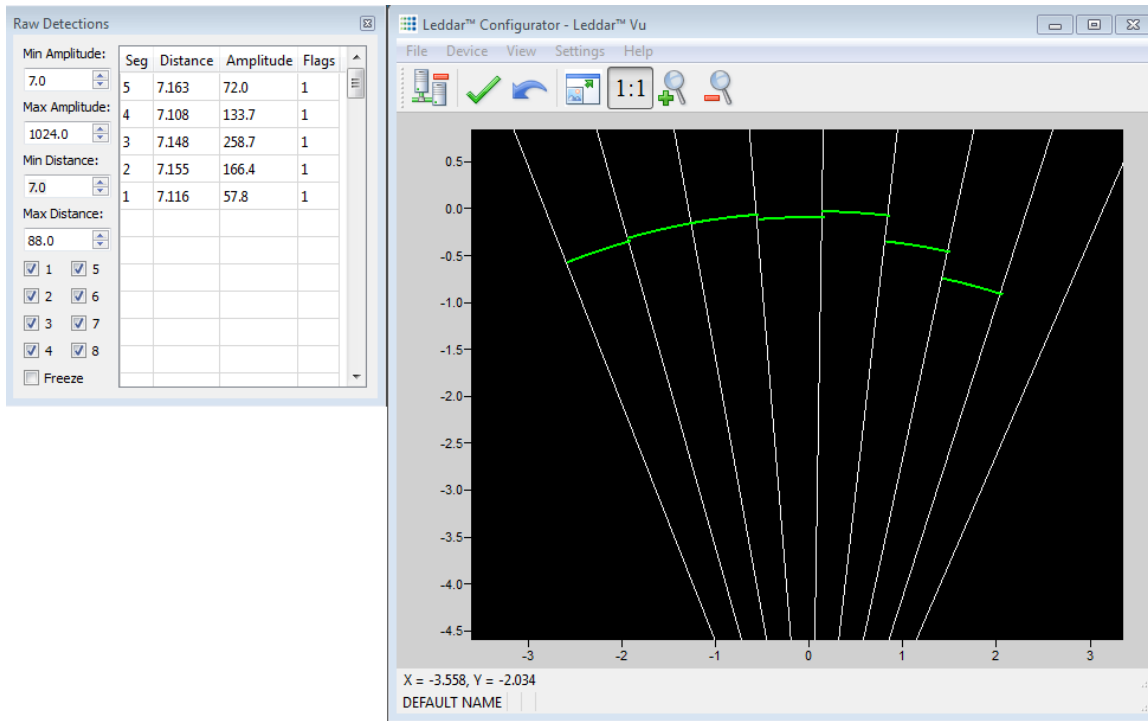 Raw Detections
Min Amplitude:
7.0
Max Amplitude:
1024.0
Min Distance:
7.0
Max Distance:
88.0
1 5
2 6
3 7
4 8
Freeze
Seg Distance Amplitude Flags
5 7.163 72.0 1
4 7.108 133.7 1
3 7.148 258.7 1
2 7.155 166.4 1
1 7.116 57.8 1
Leddar™ Configurator - Leddar™ Vu
File Device View Settings Help
1:1
0.5
0.0
-0.5
-1.0
-1.5
-2.0
-2.5
-3.0
-3.5
-4.0
-4.5
-3 -2 -1 0 1 2 3
X = -3.558, Y = -2.034
DEFAULT NAME